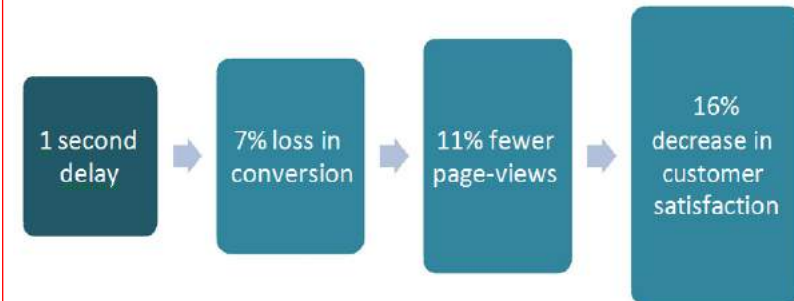 1 second
delay
7% loss in
conversion
11% fewer
page-views
16%
decrease in
customer
satisfaction